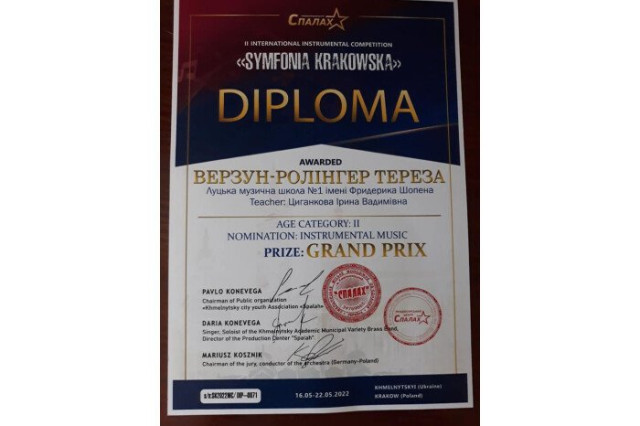 СПАЛАХ
II INTERNATIONAL INSTRUMENTAL COMPETITION
«SYMFONIA KRAKOWSKA»
DIPLOMA
AWARDED
ВЕРЗУН-РОЛІНГЕР ТЕРЕЗА
Луцька музична школа №1 імені Фридерика Шопена
Teacher: Циганкова Ірина Вадимівна
AGE CATEGORY: II
NOMINATION: INSTRUMENTAL MUSIC
PRIZE: GRAND PRIX
PAVLO KONEVEGA
Chairman of Public organization
«Khmelnytsky city youth Association «Spalah»
DARIA KONEVEGA
Singer, Soloist of the Khmelnytsky Academic Municipal Variety Brass Band,
Director of the Production Center "Spalah"
MARIUSZ KOSZNIK
Chairman of the jury, conductor of the orchestra (Germany-Poland)
"СПАЛАХ"
СПАЛАХ
16.05-22.05.2022
KHMELNYTSKYI (Ukraine)
KRAKOW (Poland)